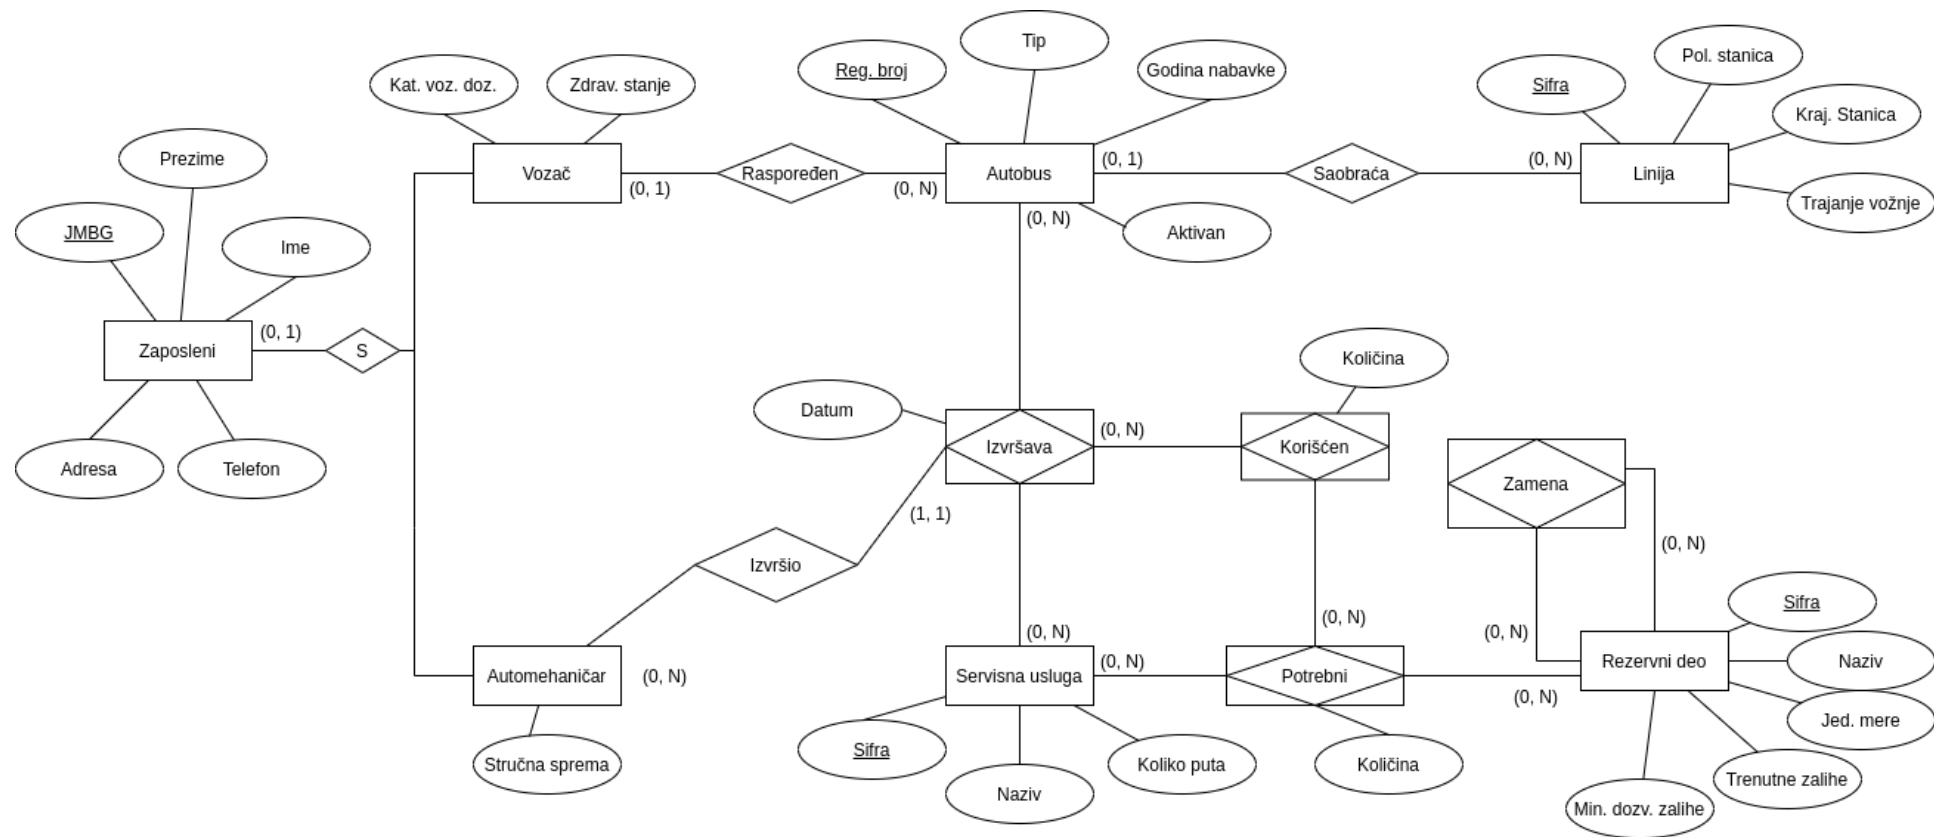 Tip
Reg. broj
Godina nabavke
Pol. stanica
Kat. voz. doz.
Zdrav. stanje
Sifra
Kraj. Stanica
Prezime
Vozač
(0, 1)
Raspoređen
(0, N)
Autobus
(0, 1)
Saobraća
(0, N)
Linija
Trajanje vožnje
(0, N)
Aktivan
JMBG
Ime
Zaposleni
(0, 1)
S
Adresa
Telefon
Količina
Datum
Izvršava
(0, N)
Korišćen
Zamena
(1, 1)
(0, N)
Izvršio
(0, N)
(0, N)
(0, N)
Sifra
Automehaničar
(0, N)
Servisna usluga
(0, N)
Potrebni
(0, N)
Rezervni deo
Naziv
Jed. mere
Stručna sprema
Sifra
Naziv
Koliko puta
Količina
Trenutne zalihe
Min. dozv. zalihe